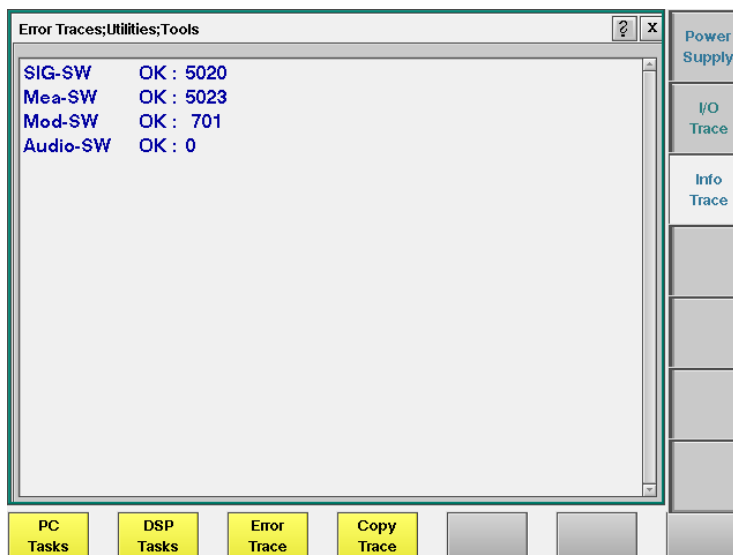 Error Traces;Utilities;Tools
? x
SIG-SW OK : 5020
Mea-SW OK : 5023
Mod-SW OK : 701
Audio-SW OK : 0
Power
Supply
I/O
Trace
Info
Trace
PC
Tasks
DSP
Tasks
Error
Trace
Copy
Trace